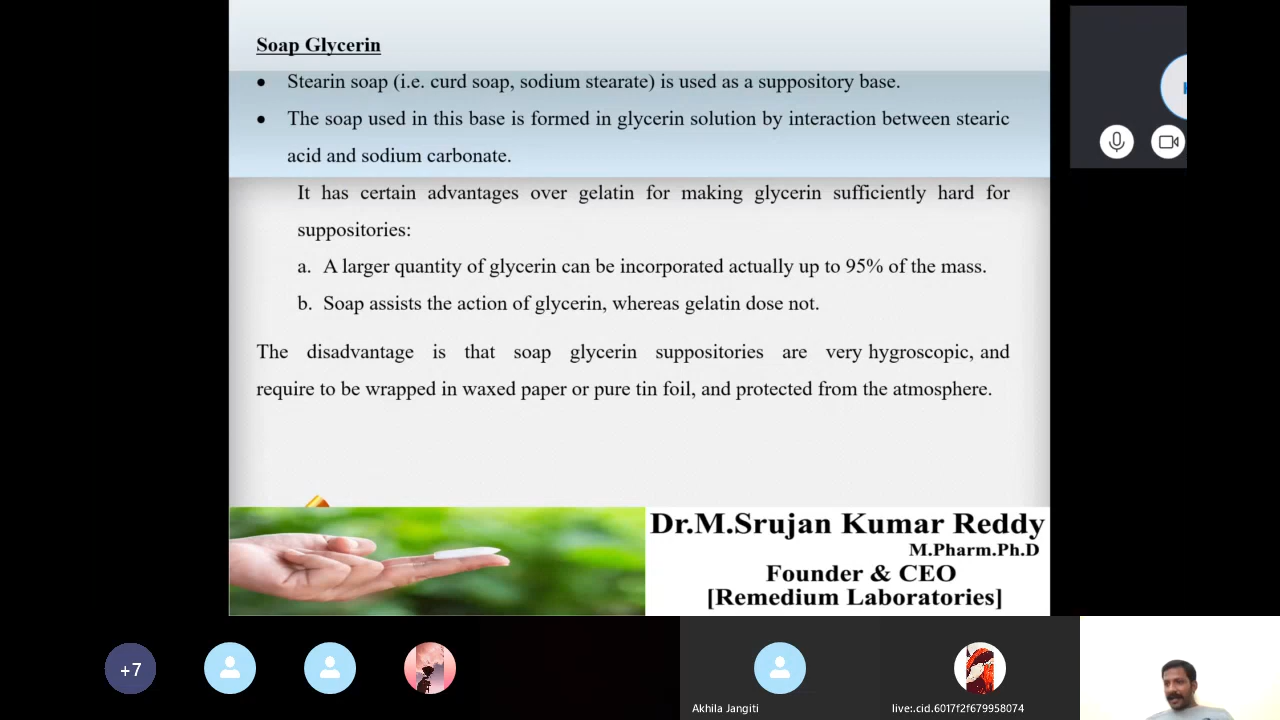 Soap Glycerin
• Stearin soap (i.e. curd soap, sodium stearate) is used as a suppository base.
• The soap used in this base is formed in glycerin solution by interaction between stearic
acid and sodium carbonate.
It has certain advantages over gelatin for making glycerin sufficiently hard for
suppositories:
a. A larger quantity of glycerin can be incorporated actually up to 95% of the mass.
b. Soap assists the action of glycerin, whereas gelatin dose not.
The disadvantage is that soap glycerin suppositories are very hygroscopic, and
require to be wrapped in waxed paper or pure tin foil, and protected from the atmosphere.
Dr.M.Srujan Kumar Reddy
M.Pharm.Ph.D
Founder & CEO
[Remedium Laboratories]
+7
Akhila Jangiti
live:.cid.6017f2f679958074